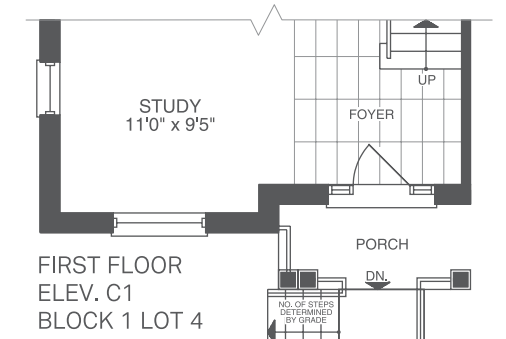 UP
STUDY
11'0" x 9'5"
FOYER
PORCH
DN.
FIRST FLOOR
ELEV. C1
BLOCK 1 LOT 4
NO. OF STEPS
DETERMINED
BY GRADE